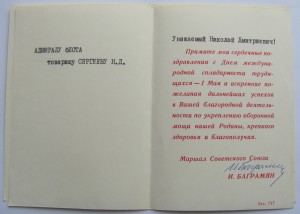 АДМИРАЛУ ФЛОТА
товарищу СЕРГЕЕВУ Н.Д.
Уважаемый Николай Дмитриевич!
Примите мои сердечные по-
здравления с Днем междуна-
родной солидарности трудя-
щихся — 1 Мая и искренние по-
желания дальнейших успехов
в Вашей благородной деятель-
ности по укреплению оборонной
мощи нашей Родины, крепкого
здоровья и благополучия.
Маршал Советского Союза
И. БАГРАМЯН